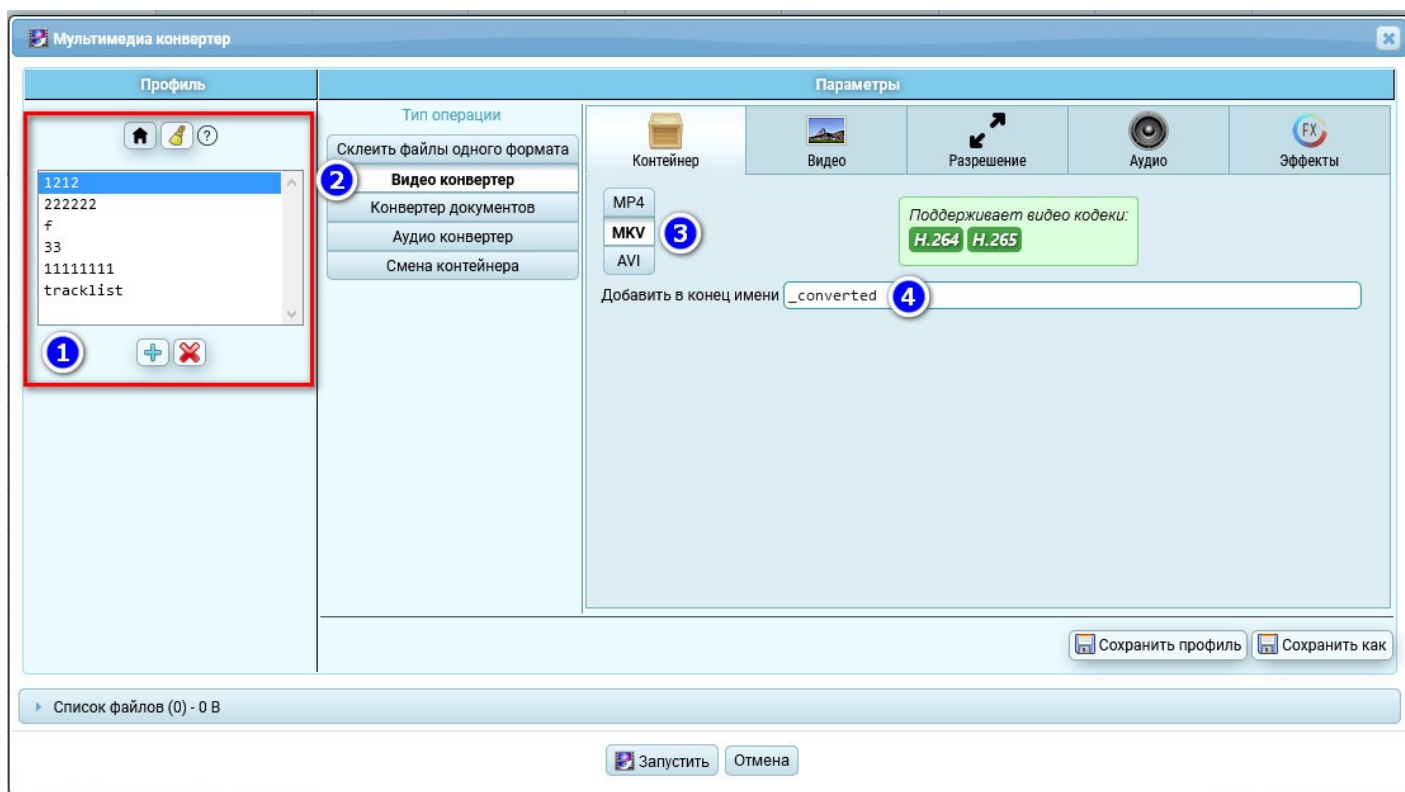 Мультимедиа конвертер
Профиль
Параметры
?
1212
222222
f
33
11111111
tracklist
1
Тип операции
Склеить файлы одного формата
2
Видео конвертер
Конвертер документов
Аудио конвертер
Смена контейнера
Контейнер
Видео
Разрешение
Аудио
FX
Эффекты
MP4
MKV
3
AVI
Поддерживает видео кодеки:
H.264 H.265
Добавить в конец имени _converted 4
Сохранить профиль Сохранить как
Список файлов (0) - 0 B
Запустить Отмена